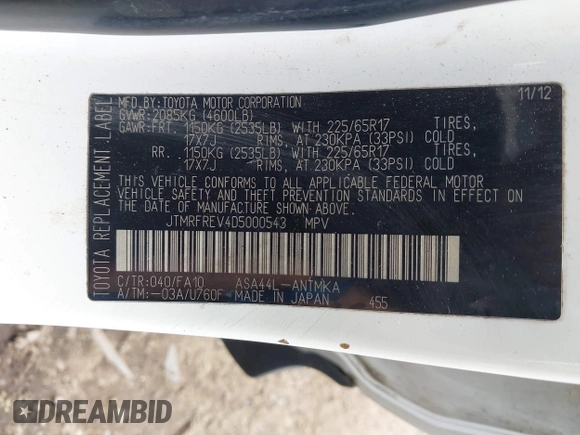 TOYOTA REPLACEMENT LABEL
MFD. BY: TOYOTA MOTOR CORPORATION 11/12
GVWR: 2085KG (4600LB)
GAWR: FRT. 1150KG (2535LB) WITH 225/65R17 TIRES,
17X7J RIMS, AT 230KPA (33PSI) COLD
RR. 1150KG (2535LB) WITH 225/65R17 TIRES,
17X7J RIMS, AT 230KPA (33PSI) COLD
THIS VEHICLE CONFORMS TO ALL APPLICABLE FEDERAL MOTOR
VEHICLE SAFETY AND THEFT PREVENTION STANDARDS IN EFFECT ON
THE DATE OF MANUFACTURE SHOWN ABOVE.
JTMRFREV4D5000543 MPV
C/TR:040/FA10 ASA44L-ANTMKA
A/TM:-03A/U760F MADE IN JAPAN 455
DREAMBID